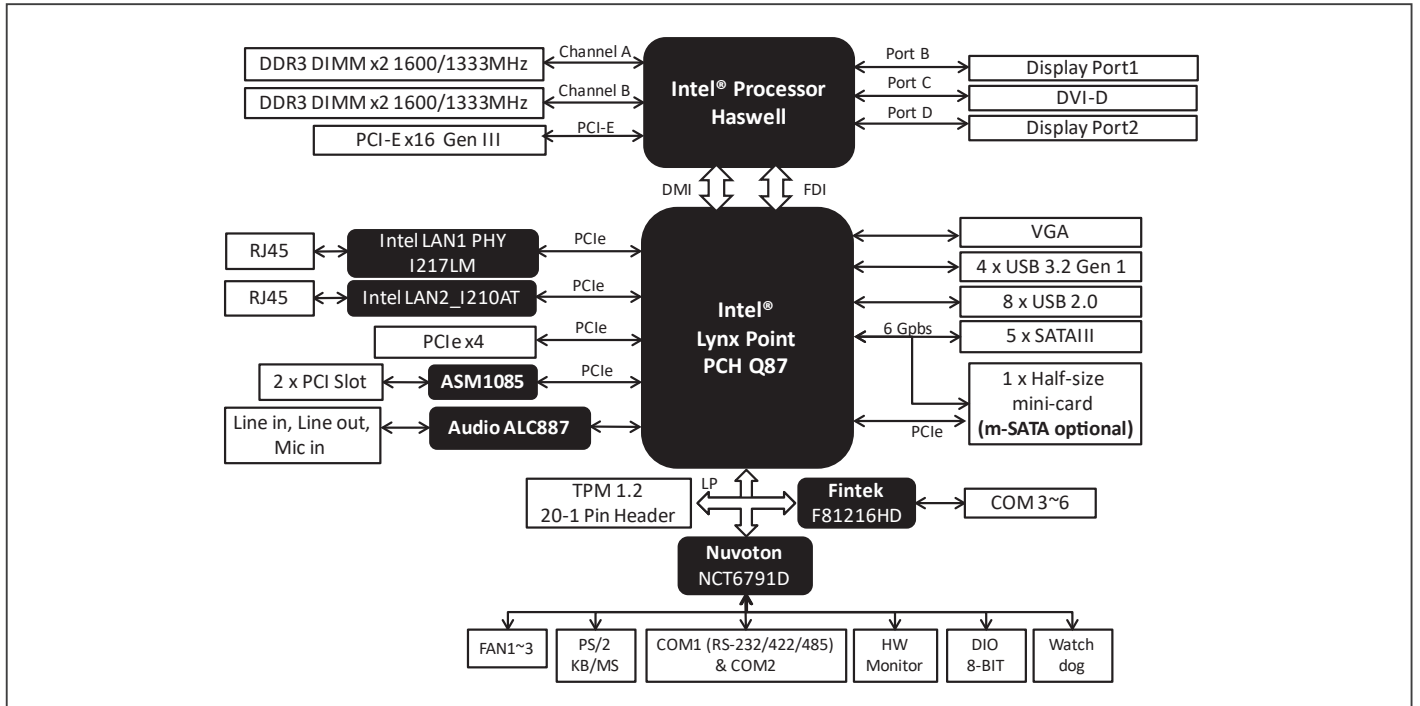 DDR3 DIMM x2 1600/1333MHz
Channel A
DDR3 DIMM x2 1600/1333MHz
Channel B
PCI-E x16 Gen III
PCI-E
Intel® Processor
Haswell
Port B
Display Port1
Port C
DVI-D
Port D
Display Port2
DMI
FDI
RJ45
Intel LAN1 PHY
I217LM
PCIe
RJ45
Intel LAN2_I210AT
PCIe
PCIe x4
PCIe
2 x PCI Slot
ASM1085
PCIe
Line in, Line out,
Mic in
Audio ALC887
Intel®
Lynx Point
PCH Q87
VGA
4 x USB 3.2 Gen 1
8 x USB 2.0
6 Gpbs
5 x SATAIII
1 x Half-size
mini-card
(m-SATA optional)
PCIe
TPM 1.2
20-1 Pin Header
LP
Fintek
F81216HD
COM 3~6
Nuvoton
NCT6791D
FAN1~3
PS/2
KB/MS
COM1 (RS-232/422/485)
& COM2
HW
Monitor
DIO
8-BIT
Watch
dog